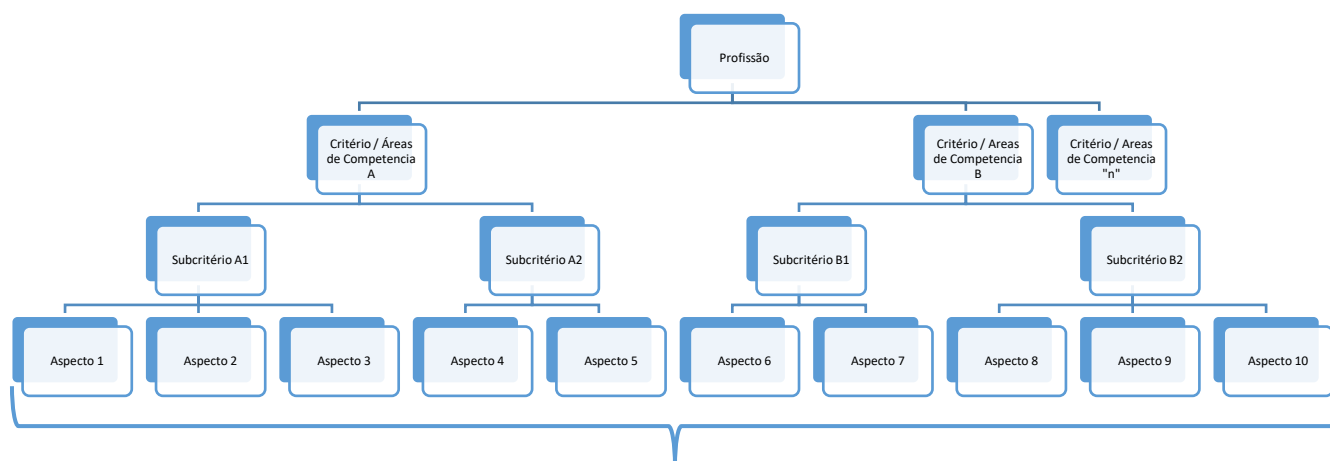 Profissão
Critério / Áreas
de Competencia
A
Critério / Areas
de Competencia
B
Critério / Areas
de Competencia
"n"
Subcritério A1
Subcritério A2
Subcritério B1
Subcritério B2
Aspecto 1
Aspecto 2
Aspecto 3
Aspecto 4
Aspecto 5
Aspecto 6
Aspecto 7
Aspecto 8
Aspecto 9
Aspecto 10